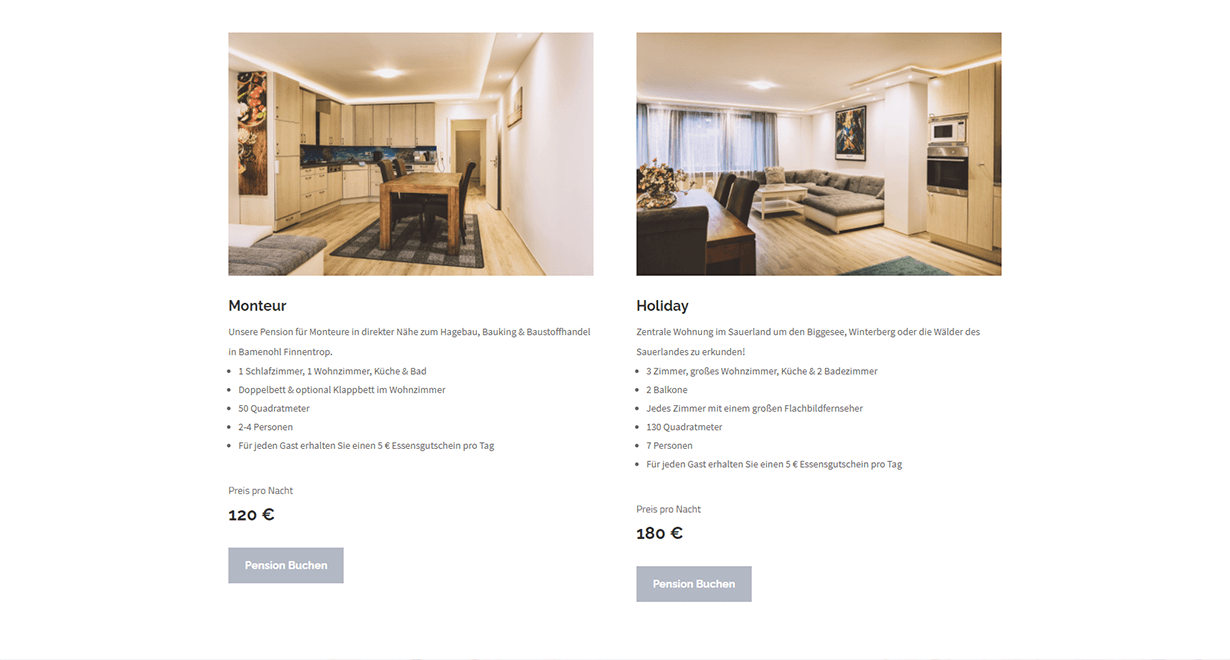 Monteur
Unsere Pension für Monteure in direkter Nähe zum Hagebau, Bauking & Baustoffhandel
in Bamenohl Finnentrop.
1 Schlafzimmer, 1 Wohnzimmer, Küche & Bad
Doppelbett & optional Klappbett im Wohnzimmer
50 Quadratmeter
2-4 Personen
Für jeden Gast erhalten Sie einen 5 € Essensgutschein pro Tag
Preis pro Nacht
120 €
Pension Buchen
Holiday
Zentrale Wohnung im Sauerland um den Biggesee, Winterberg oder die Wälder des
Sauerlandes zu erkunden!
3 Zimmer, großes Wohnzimmer, Küche & 2 Badezimmer
2 Balkone
Jedes Zimmer mit einem großen Flachbildfernseher
130 Quadratmeter
7 Personen
Für jeden Gast erhalten Sie einen 5 € Essensgutschein pro Tag
Preis pro Nacht
180 €
Pension Buchen